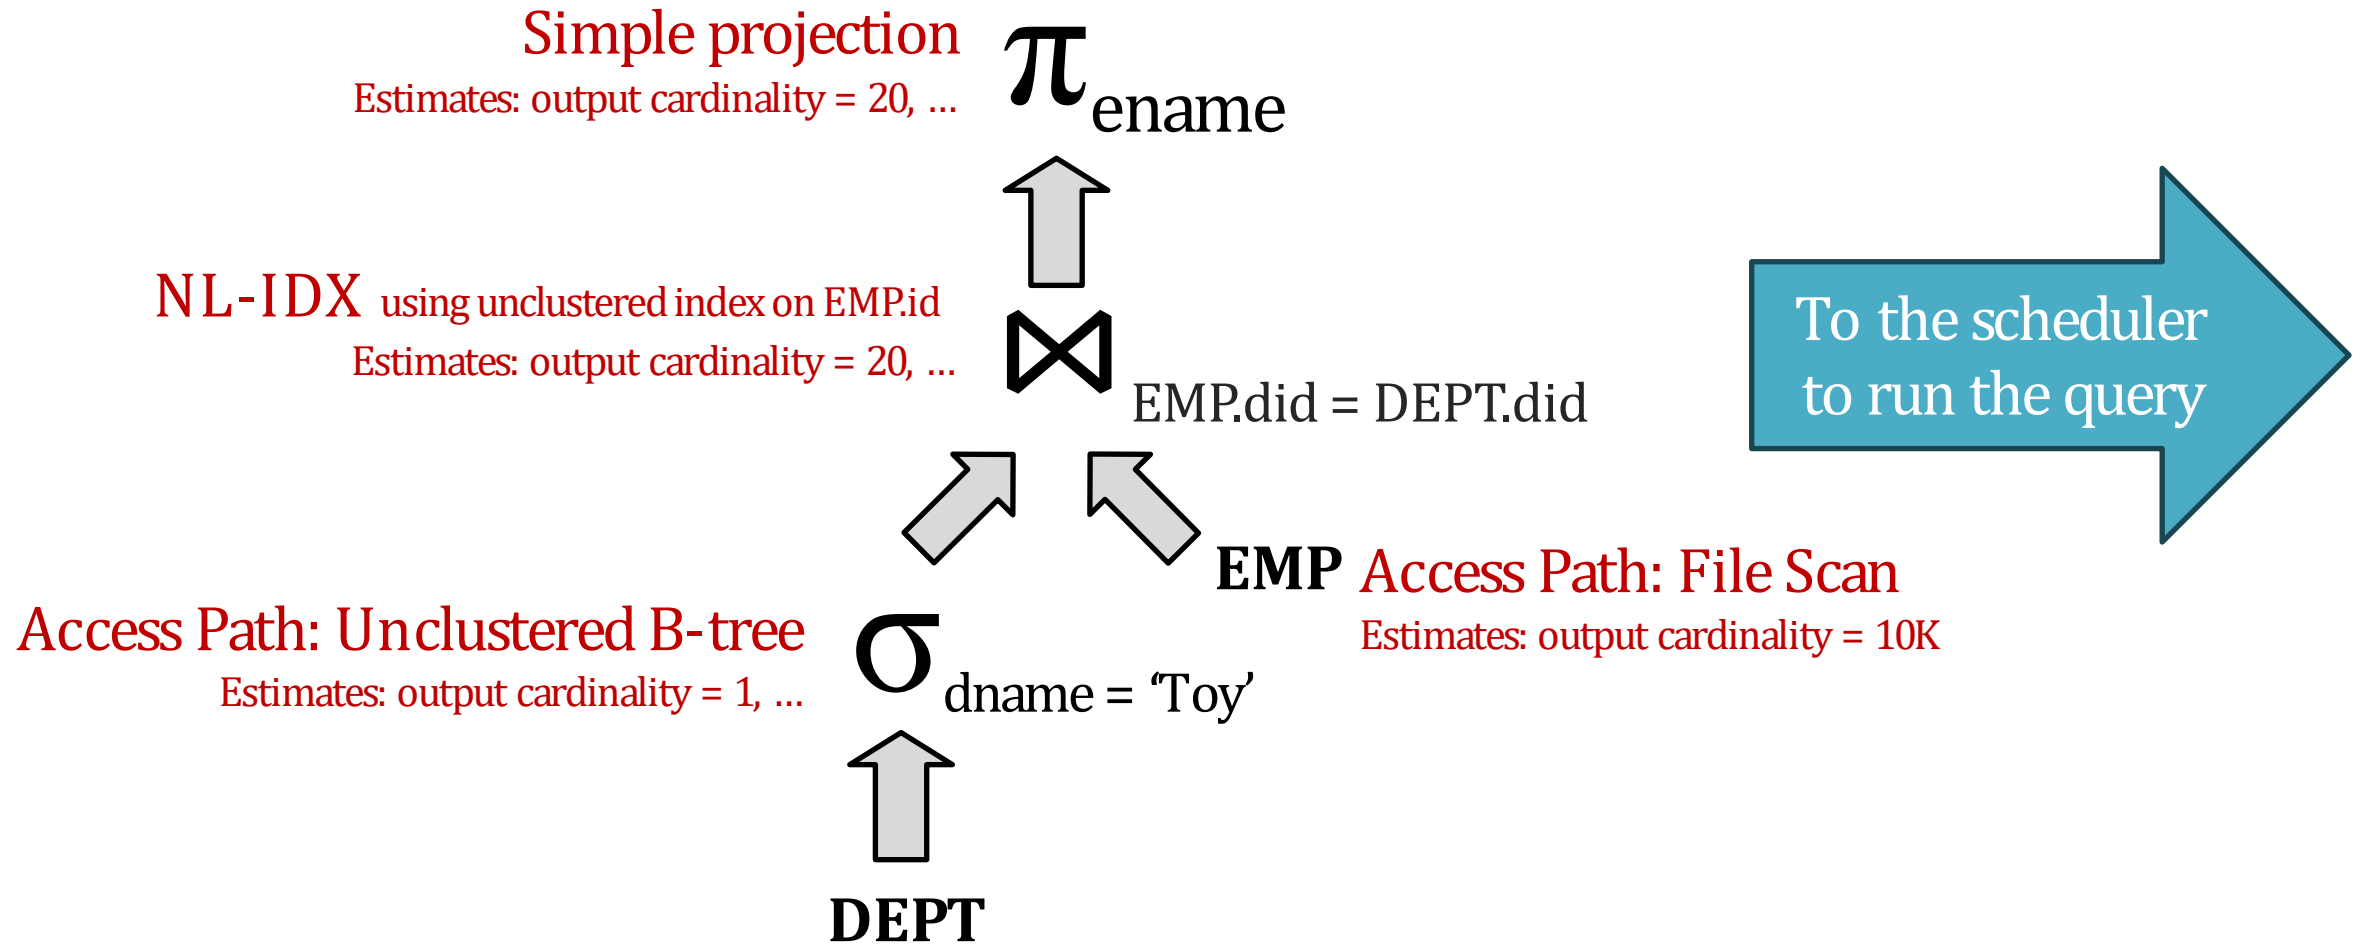 Simple projection
Estimates: output cardinality = 20, ...
π ename
NL-IDX using unclustered index on EMP.id
Estimates: output cardinality = 20, ...
⋈ EMP.did = DEPT.did
To the scheduler
to run the query
EMP Access Path: File Scan
Estimates: output cardinality = 10K
Access Path: Unclustered B-tree
Estimates: output cardinality = 1, ...
σ dname = ‘Toy’
DEPT